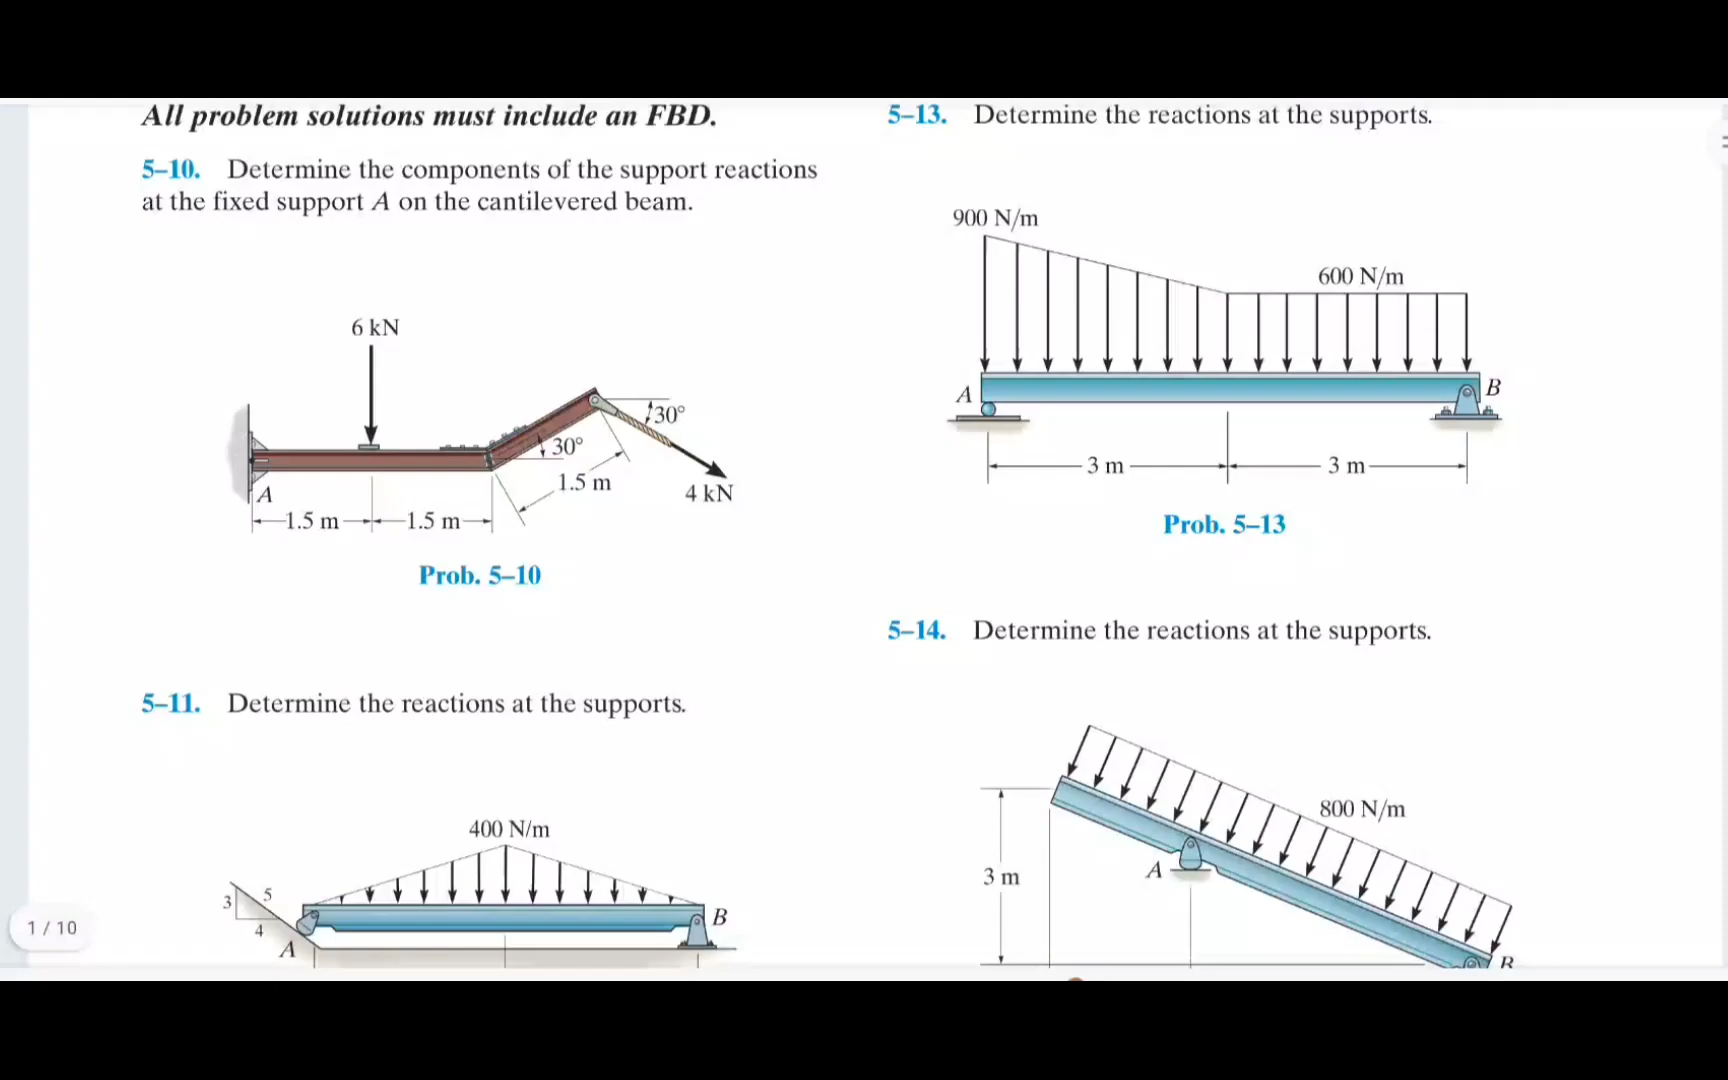 All problem solutions must include an FBD.
5–10. Determine the components of the support reactions
at the fixed support A on the cantilevered beam.
6 kN
30°
30°
1.5 m
4 kN
A
1.5 m
1.5 m
Prob. 5–10
5–11. Determine the reactions at the supports.
400 N/m
3
5
4
A
B
1 / 10
5–13. Determine the reactions at the supports.
900 N/m
600 N/m
A
B
3 m
3 m
Prob. 5–13
5–14. Determine the reactions at the supports.
800 N/m
A
3 m
B